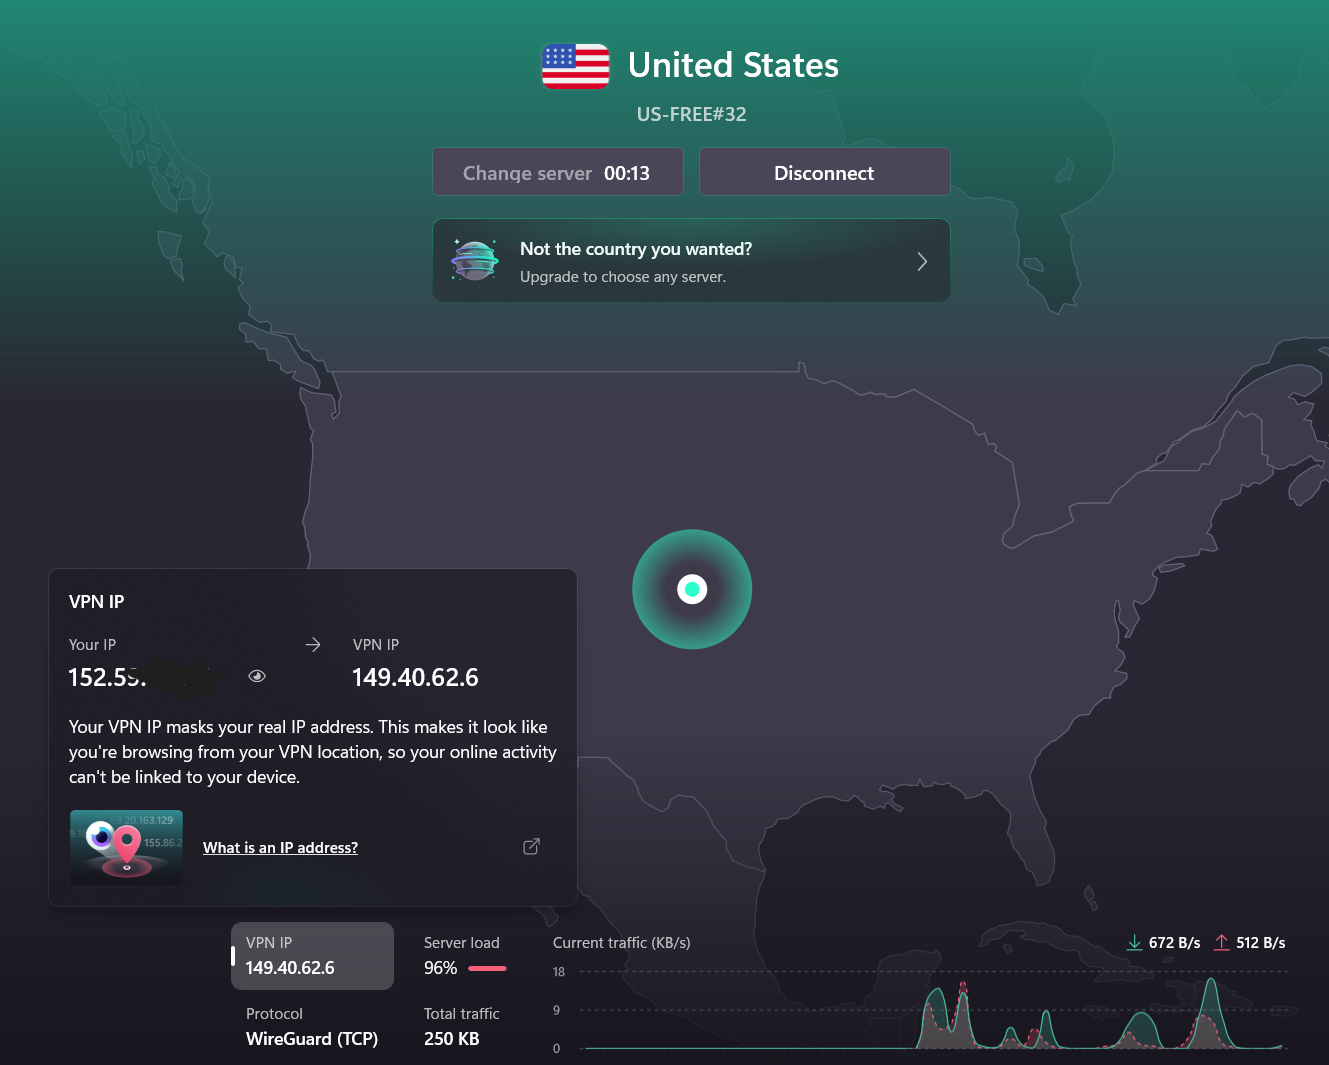 United States
US-FREE#32
Change server 00:13
Disconnect
Not the country you wanted?
Upgrade to choose any server.
VPN IP
Your IP
VPN IP
152.59.
149.40.62.6
Your VPN IP masks your real IP address. This makes it look like
you're browsing from your VPN location, so your online activity
can't be linked to your device.
59.20.163.129
155.86.2
What is an IP address?
VPN IP
149.40.62.6
Server load
96%
Protocol
WireGuard (TCP)
Total traffic
250 KB
Current traffic (KB/s)
672 B/s
512 B/s
18
9
0